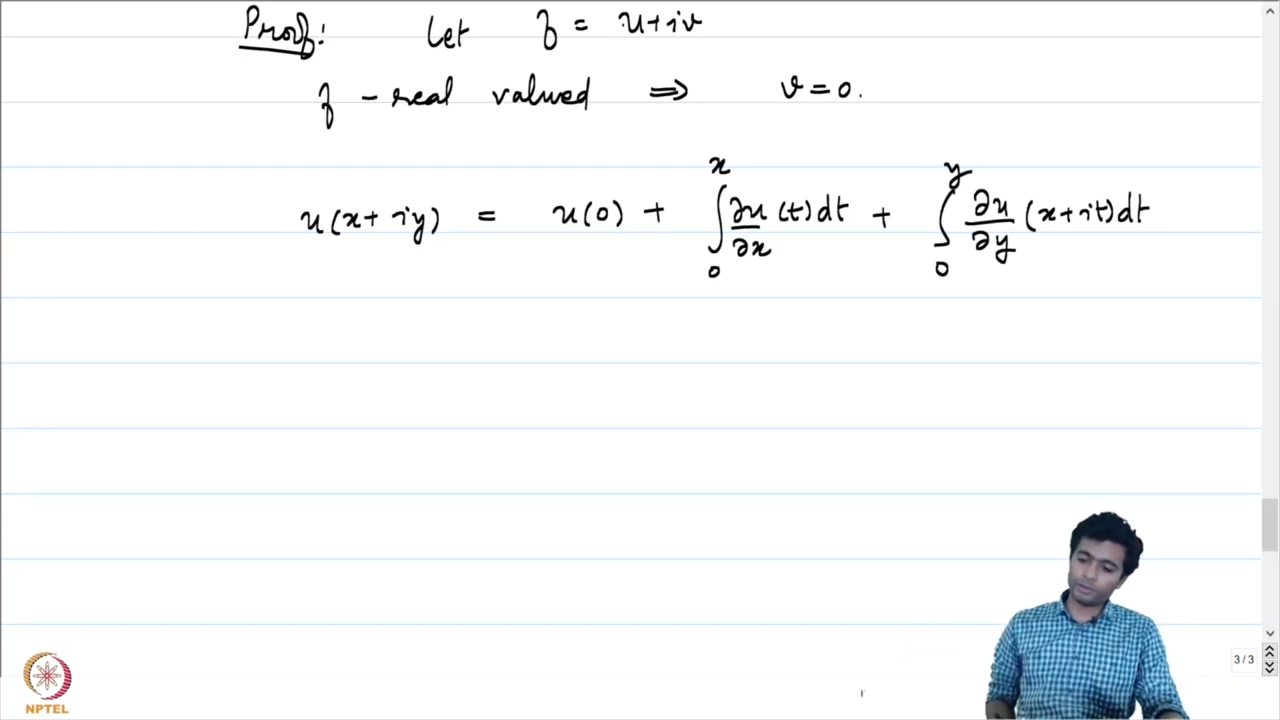 Proof: Let f = u+iv
f - real valued ⇒ v=0.
u(x+iy) = u(0) + ∫₀ˣ ∂u/∂x (t)dt + ∫₀ʸ ∂u/∂y (x+it)dt
3 / 3
NPTEL